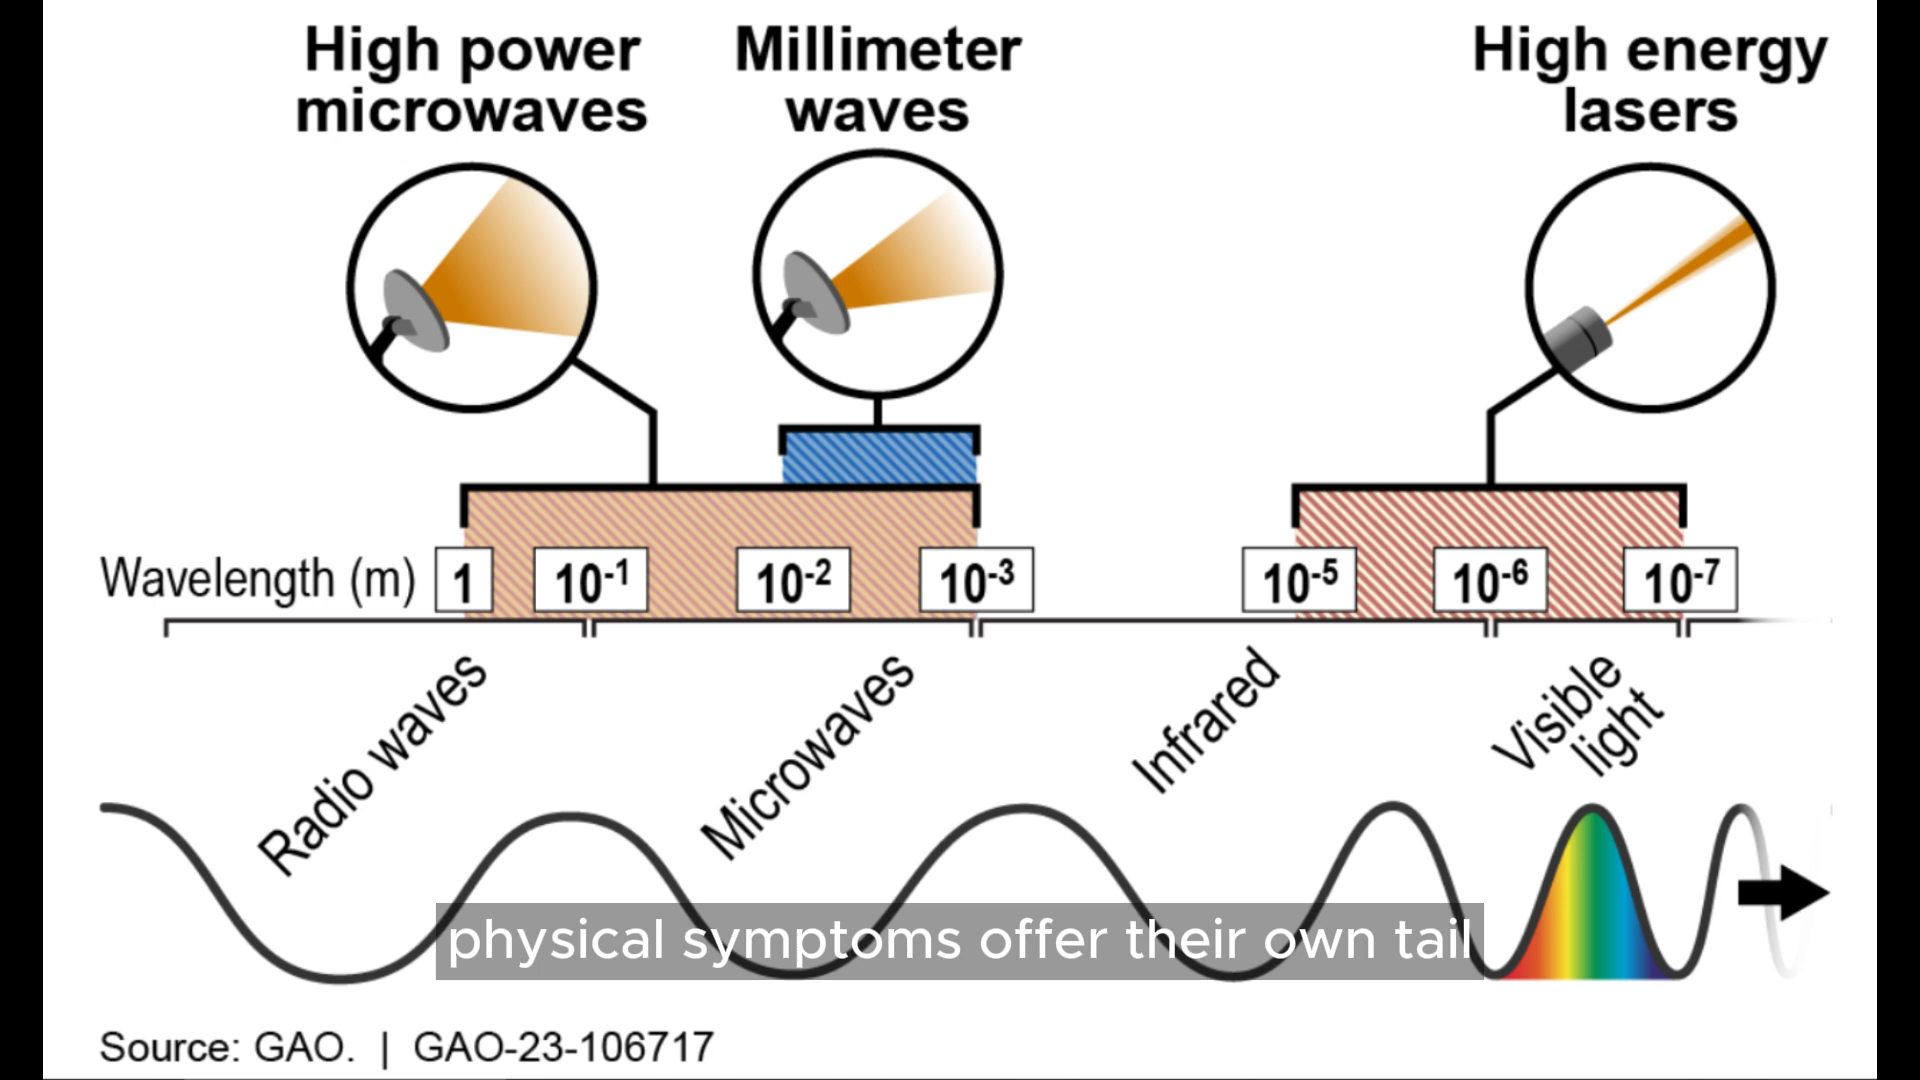 High power
microwaves
Millimeter
waves
High energy
lasers
Wavelength (m) 1 10-1 10-2 10-3 10-5 10-6 10-7
Radio waves
Microwaves
Infrared
Visible
light
physical symptoms offer their own tail
Source: GAO. | GAO-23-106717